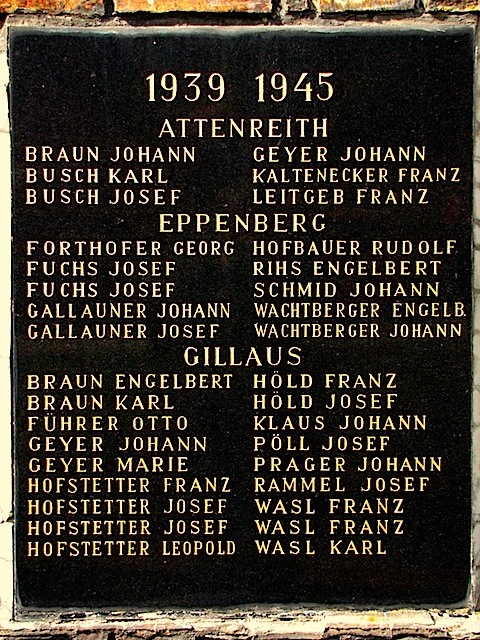 1939 1945
ATTENREITH
BRAUN JOHANN GEYER JOHANN
BUSCH KARL KALTENECKER FRANZ
BUSCH JOSEF LEITGEB FRANZ
EPPENBERG
FORTHOFER GEORG HOFBAUER RUDOLF
FUCHS JOSEF RIHS ENGELBERT
FUCHS JOSEF SCHMID JOHANN
GALLAUNER JOHANN WACHTBERGER ENGELB.
GALLAUNER JOSEF WACHTBERGER JOHANN
GILLAUS
BRAUN ENGELBERT HÖLD FRANZ
BRAUN KARL HÖLD JOSEF
FÜHRER OTTO KLAUS JOHANN
GEYER JOHANN PÖLL JOSEF
GEYER MARIE PRAGER JOHANN
HOFSTETTER FRANZ RAMMEL JOSEF
HOFSTETTER JOSEF WASL FRANZ
HOFSTETTER JOSEF WASL FRANZ
HOFSTETTER LEOPOLD WASL KARL